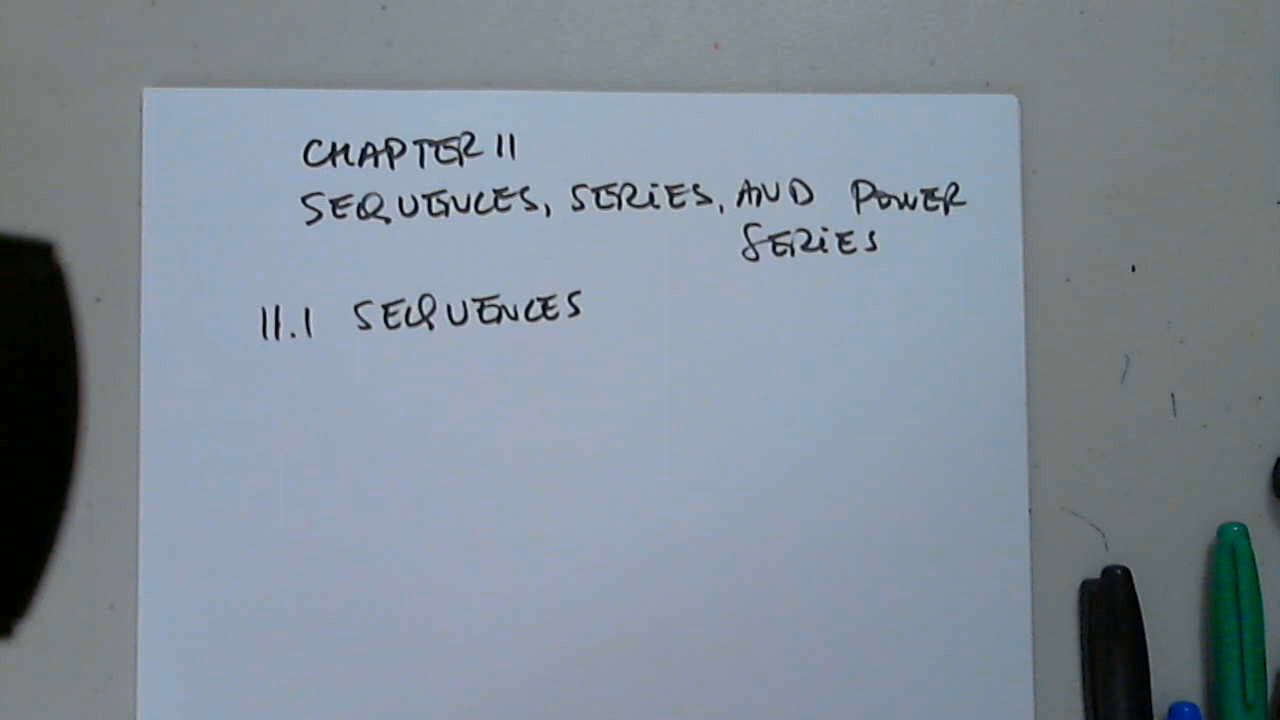 CHAPTER 11
SEQUENCES, SERIES, AND POWER
SERIES
11.1 SEQUENCES